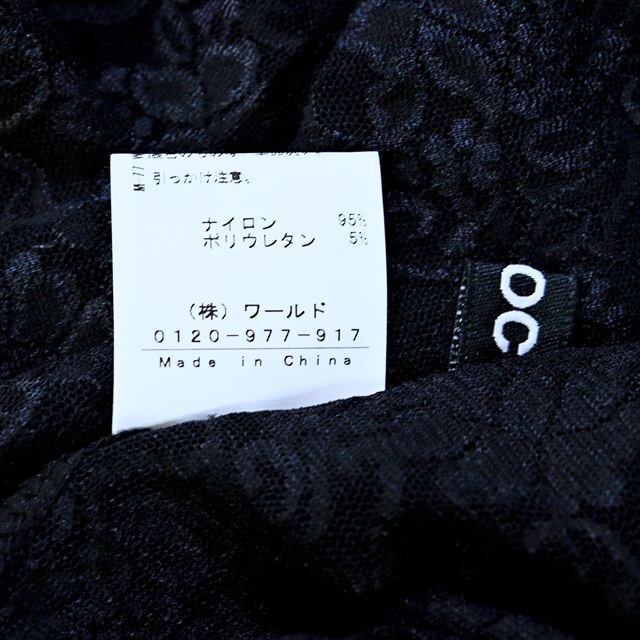 引っかけ注意。
ナイロン 95%
ポリウレタン 5%
(株) ワールド
0120-977-917
Made in China
OC